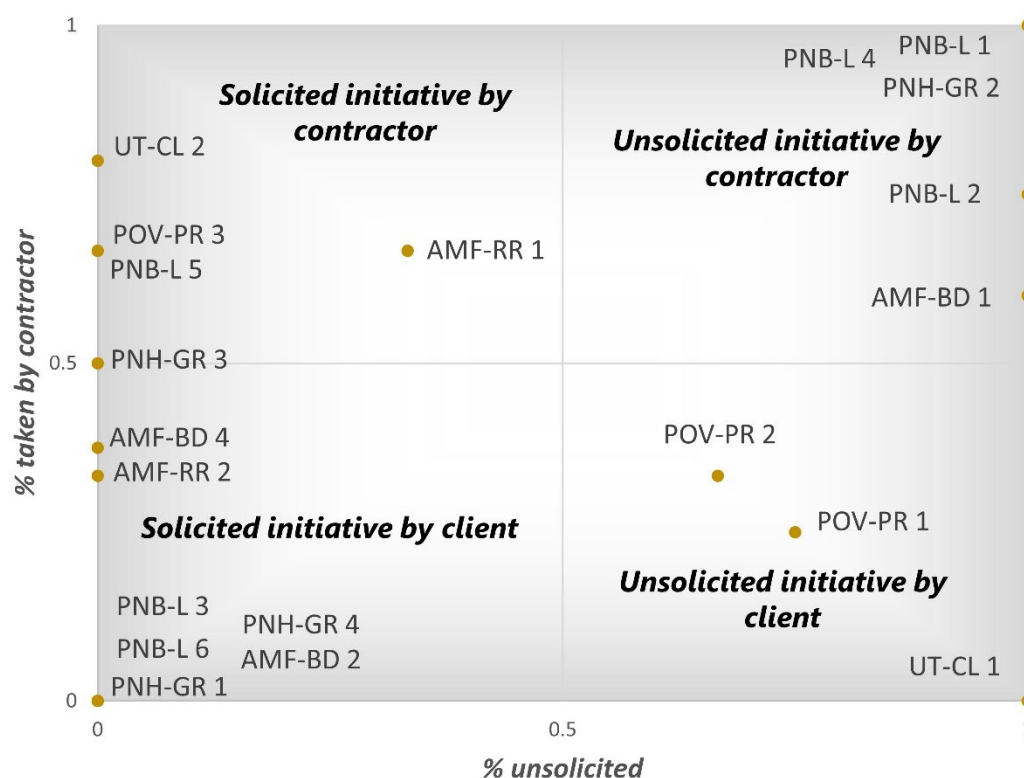 1
PNB-L 1
PNB-L 4
PNH-GR 2
Solicited initiative by
contractor
Unsolicited initiative by
contractor
UT-CL 2
PNB-L 2
POV-PR 3
PNB-L 5
AMF-RR 1
AMF-BD 1
% taken by contractor
0.5
PNH-GR 3
AMF-BD 4
AMF-RR 2
POV-PR 2
POV-PR 1
Solicited initiative by client
Unsolicited initiative by
client
PNB-L 3
PNH-GR 4
PNB-L 6
AMF-BD 2
UT-CL 1
PNH-GR 1
0
0
0.5
% unsolicited